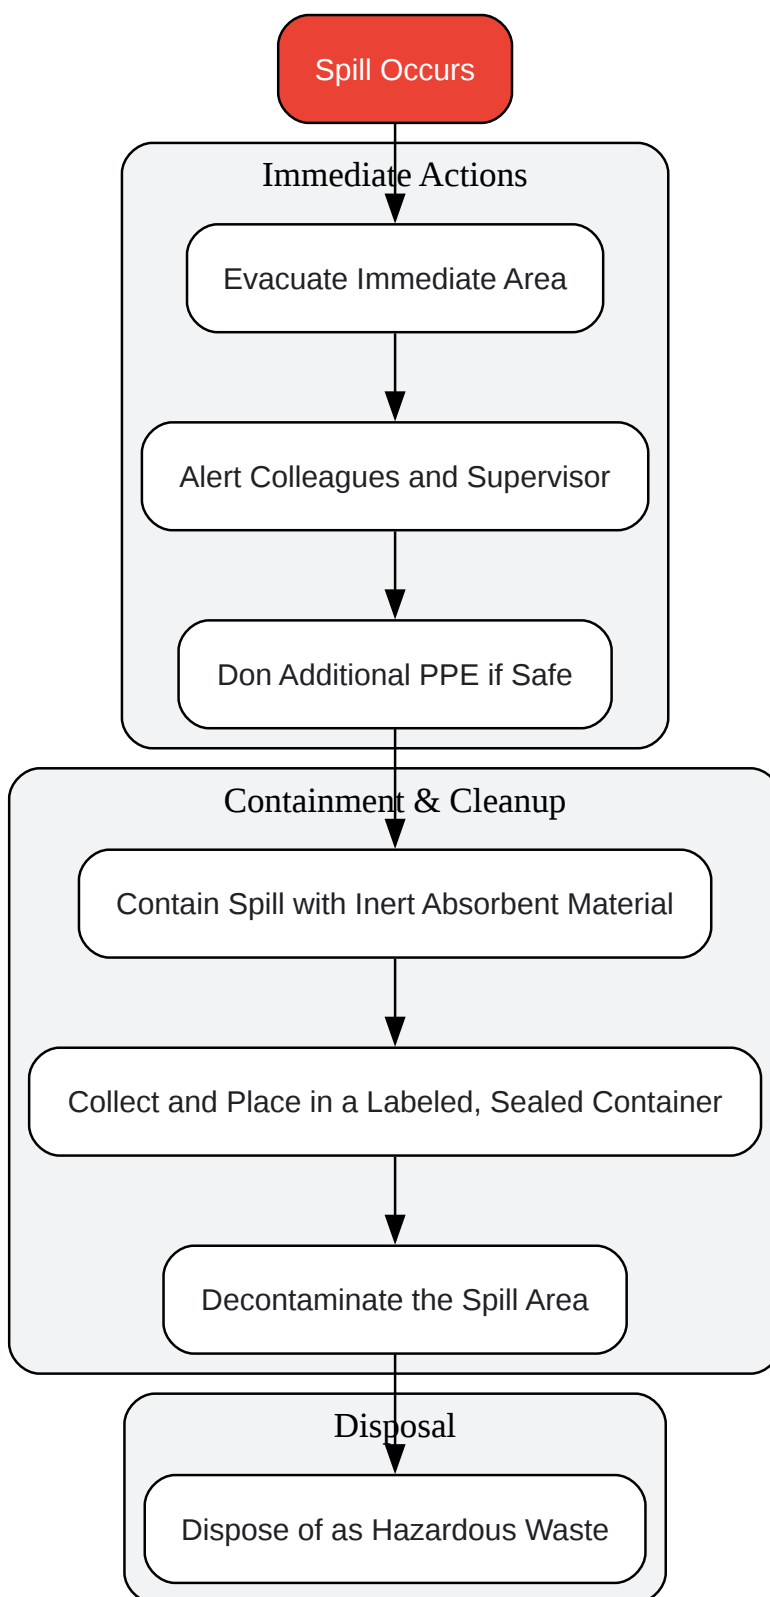 Spill Occurs
Immediate Actions
Evacuate Immediate Area
Alert Colleagues and Supervisor
Don Additional PPE if Safe
Containment & Cleanup
Contain Spill with Inert Absorbent Material
Collect and Place in a Labeled, Sealed Container
Decontaminate the Spill Area
Disposal
Dispose of as Hazardous Waste